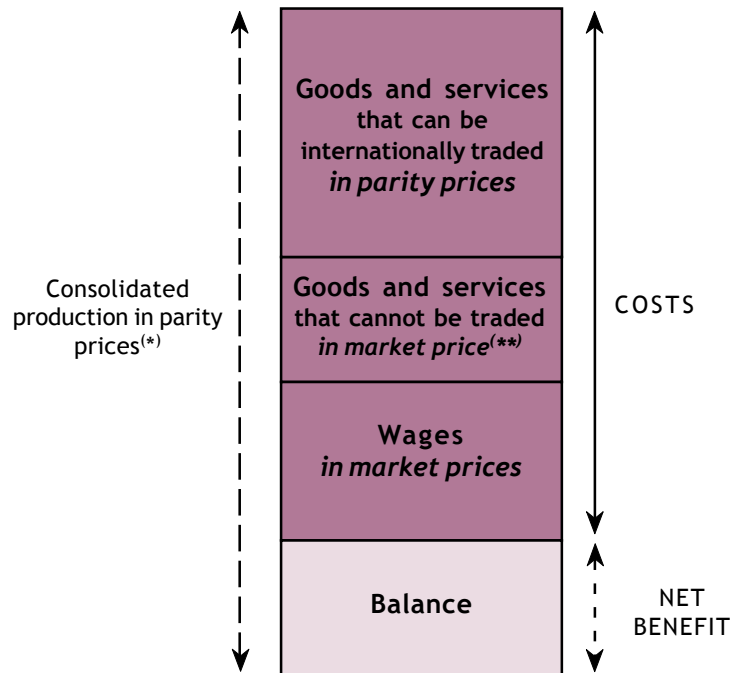 Goods and services
that can be
internationally traded
in parity prices
Consolidated
production in parity
prices(*)
Goods and services
that cannot be traded
in market price(**)
COSTS
Wages
in market prices
Balance
NET
BENEFIT